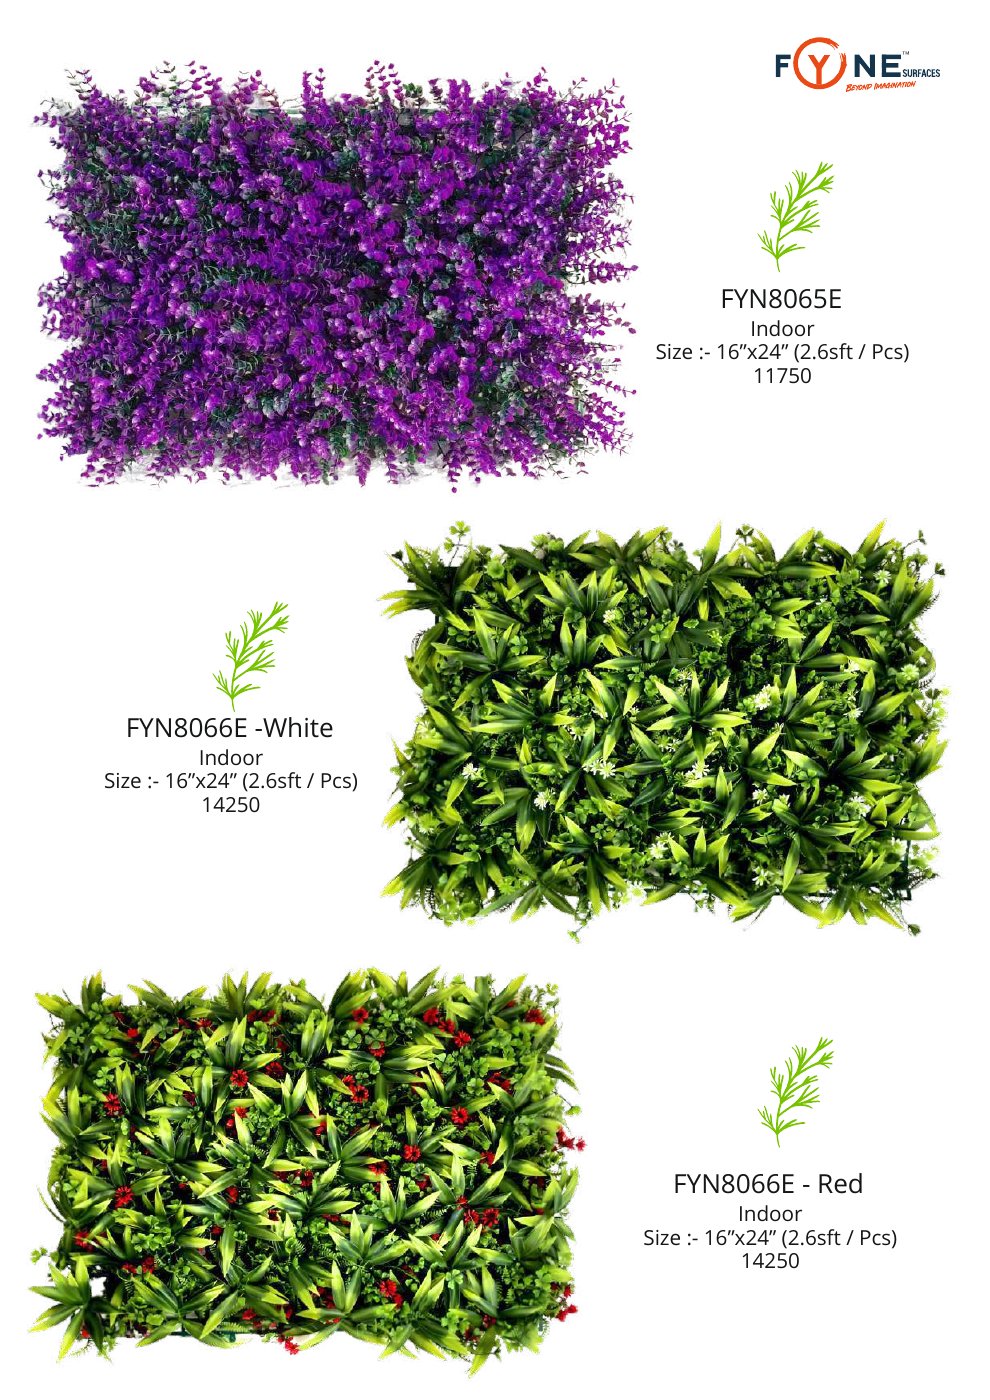 FYNE™ SURFACES
BEYOND IMAGINATION
FYN8065E
Indoor
Size :- 16”x24” (2.6sft / Pcs)
11750
FYN8066E -White
Indoor
Size :- 16”x24” (2.6sft / Pcs)
14250
FYN8066E - Red
Indoor
Size :- 16”x24” (2.6sft / Pcs)
14250